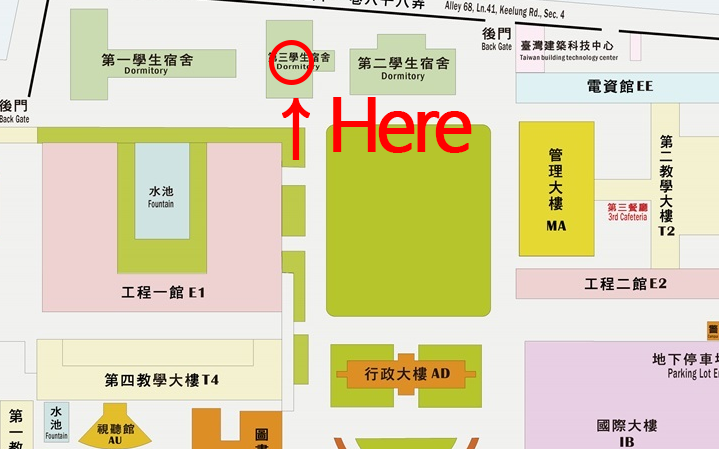 巷八十八弄
Alley 68, Ln.41, Keelung Rd., Sec. 4
後門
Back Gate
臺灣建築科技中心
Taiwan building technology center
第一學生宿舍
Dormitory
第三學生宿舍
Dormitory
第二學生宿舍
Dormitory
電資館 EE
後門
Back Gate
Here
水池
Fountain
管理大樓
MA
第二教學大樓
T2
第三餐廳
3rd Cafeteria
工程一館 E1
工程二館 E2
第四教學大樓 T4
行政大樓 AD
地下停車場
Parking Lot En
第一教
水池
Fountain
視聽館
AU
圖書
國際大樓
IB